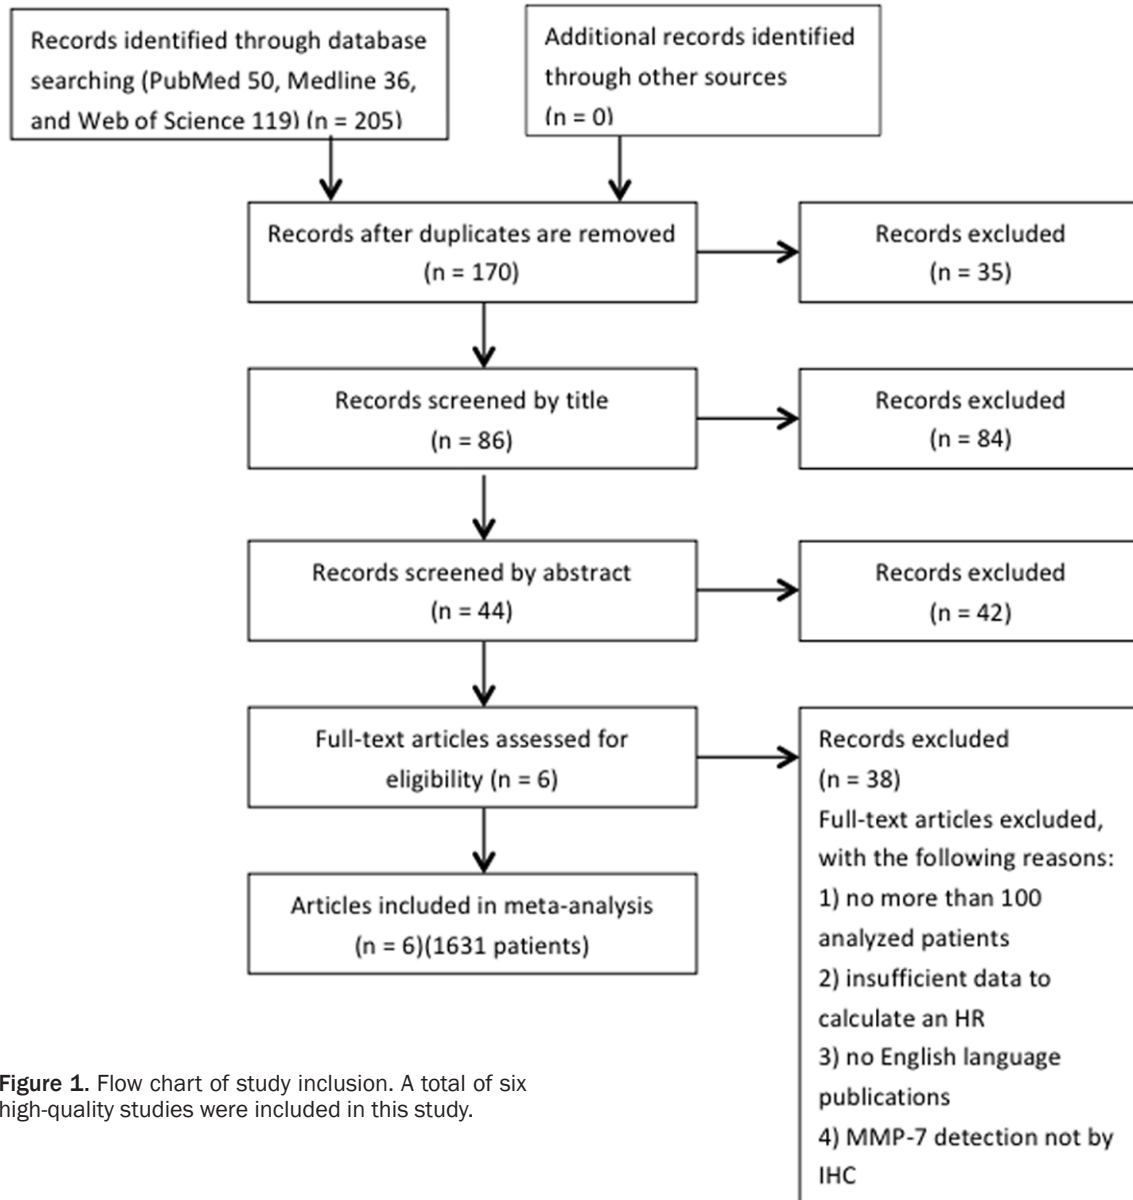 Records identified through database
searching (PubMed 50, Medline 36,
and Web of Science 119) (n = 205)
Additional records identified
through other sources
(n = 0)
Records after duplicates are removed
(n = 170)
Records excluded
(n = 35)
Records screened by title
(n = 86)
Records excluded
(n = 84)
Records screened by abstract
(n = 44)
Records excluded
(n = 42)
Full-text articles assessed for
eligibility (n = 6)
Records excluded
(n = 38)
Full-text articles excluded,
with the following reasons:
1) no more than 100
analyzed patients
2) insufficient data to
calculate an HR
3) no English language
publications
4) MMP-7 detection not by
IHC
Articles included in meta-analysis
(n = 6)(1631 patients)
Figure 1. Flow chart of study inclusion. A total of six
high-quality studies were included in this study.